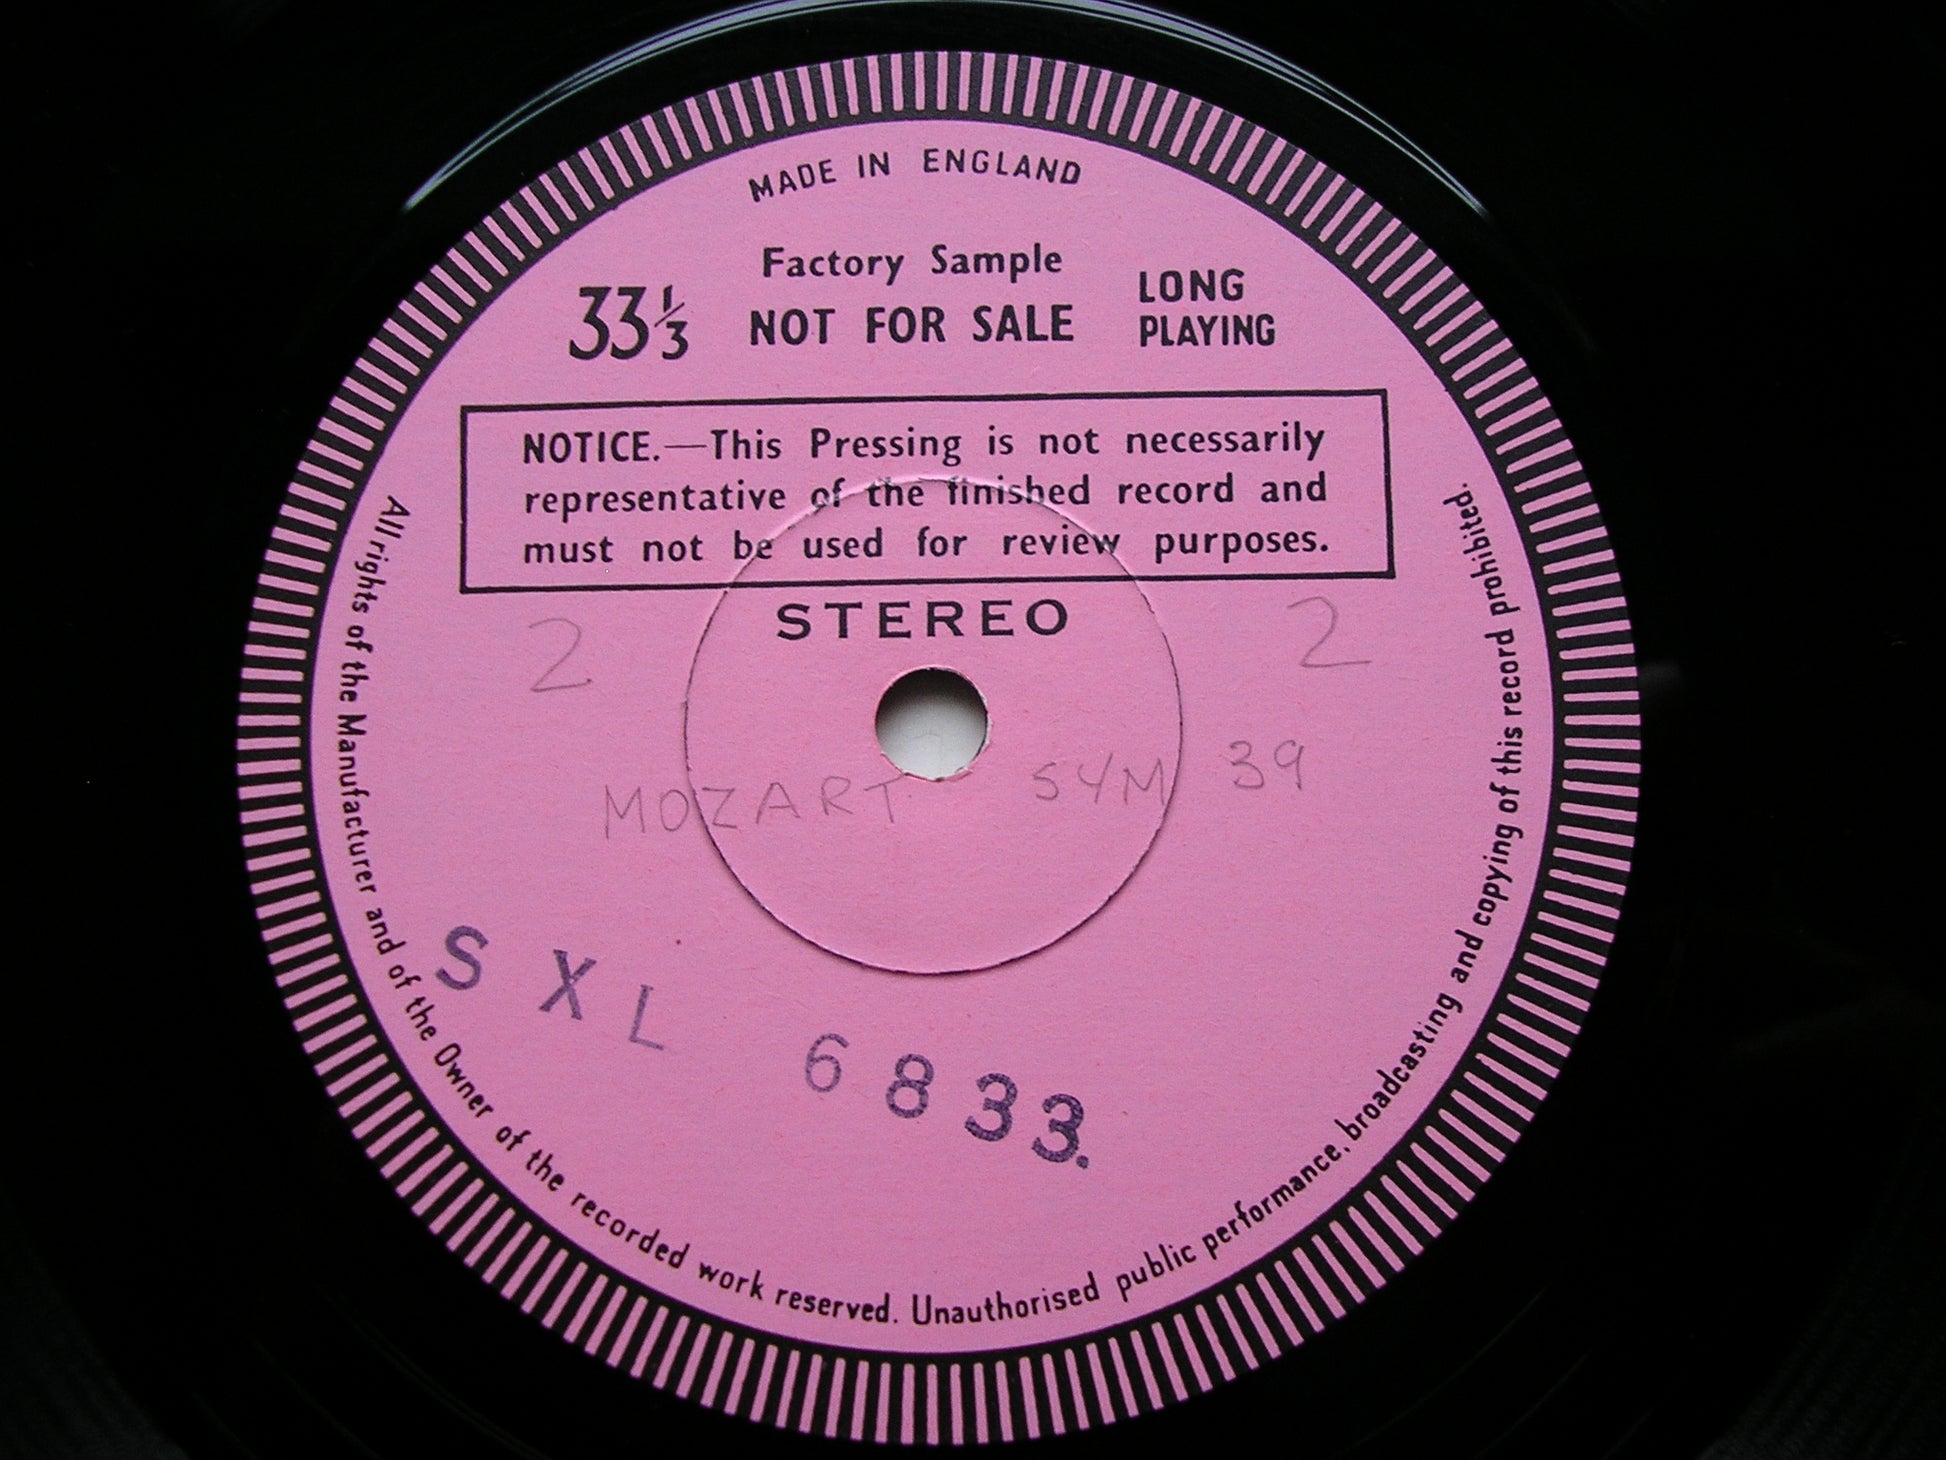 MADE IN ENGLAND
Factory Sample
33⅓ NOT FOR SALE LONG PLAYING
NOTICE.—This Pressing is not necessarily
representative of the finished record and
must not be used for review purposes.
STEREO
2 2
MOZART SYM 39
SXL 6833.
All rights of the Manufacturer and of the Owner of the recorded work reserved. Unauthorised public performance, broadcasting and copying of this record prohibited.